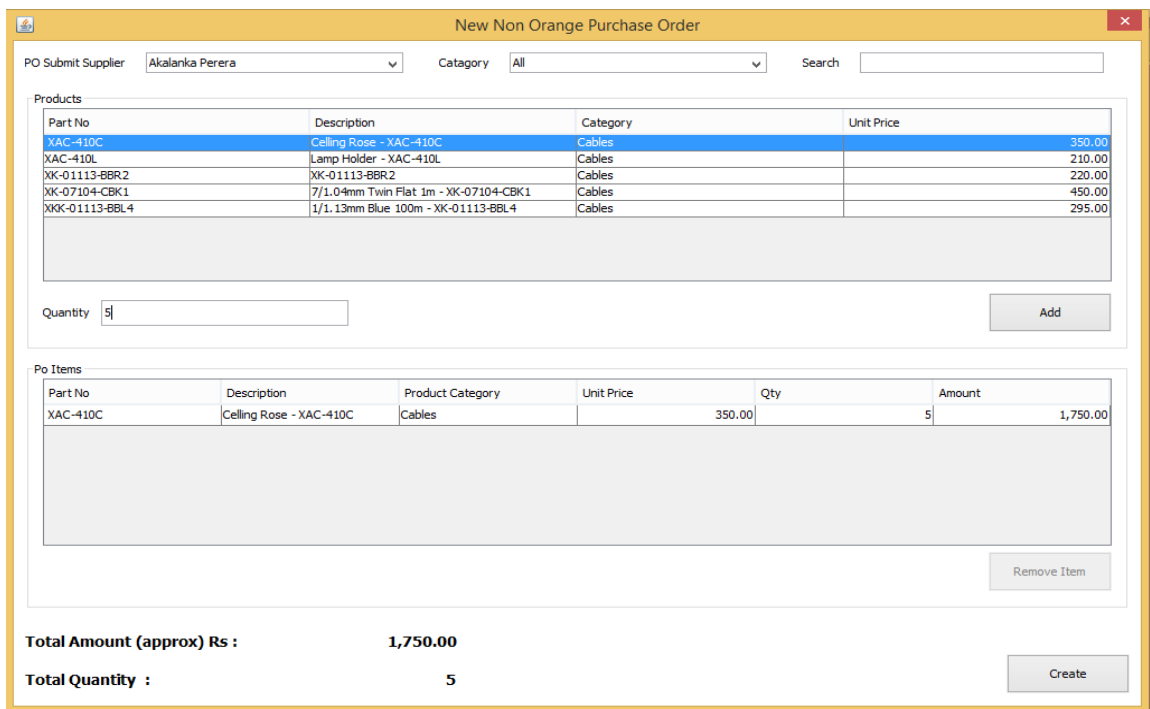 New Non Orange Purchase Order
PO Submit Supplier Akalanka Perera Catagory All Search
Products
Part No Description Category Unit Price
XAC-410C Celling Rose - XAC-410C Cables 350.00
XAC-410L Lamp Holder - XAC-410L Cables 210.00
XK-01113-BBR2 XK-01113-BBR2 Cables 220.00
XK-07104-CBK1 7/1.04mm Twin Flat 1m - XK-07104-CBK1 Cables 450.00
XKK-01113-BBL4 1/1.13mm Blue 100m - XK-01113-BBL4 Cables 295.00
Quantity 5 Add
Po Items
Part No Description Product Category Unit Price Qty Amount
XAC-410C Celling Rose - XAC-410C Cables 350.00 5 1,750.00
Remove Item
Total Amount (approx) Rs : 1,750.00
Total Quantity : 5 Create